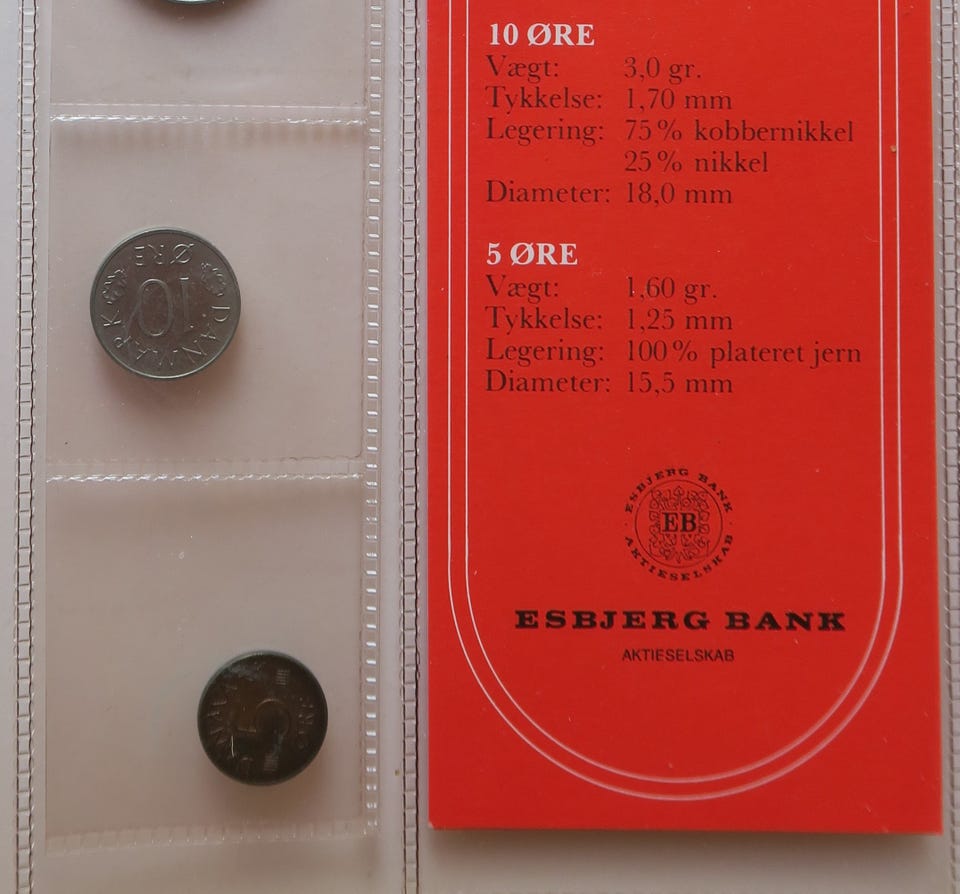 10 ØRE
Vægt: 3,0 gr.
Tykkelse: 1,70 mm
Legering: 75% kobbernikkel
25% nikkel
Diameter: 18,0 mm
5 ØRE
Vægt: 1,60 gr.
Tykkelse: 1,25 mm
Legering: 100% plateret jern
Diameter: 15,5 mm
ESBJERG BANK
EB
AKTIESELSKAB
ESBJERG BANK
AKTIESELSKAB
ØRE
10
DANMARK
5